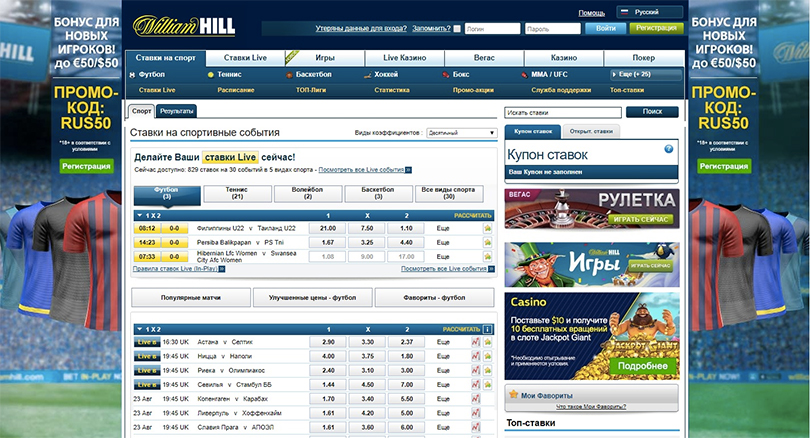 БОНУС ДЛЯ
НОВЫХ
ИГРОКОВ!
до €50/$50
ПРОМО-
КОД:
RUS50
*18+ в соответствии с
условиями
Регистрация
William HILL
Помощь
Русский
Утеряны данные для входа? Запомнить? Логин Пароль Войти Регистрация
Ставки на спорт Ставки Live Игры Live Казино Вегас Казино Покер
Футбол Теннис Баскетбол Хоккей Бокс MMA / UFC Еще (+ 25)
Ставки Live Расписание ТОП-Лиги Статистика Промо-акции Служба поддержки Топ-ставки
Спорт Результаты
Ставки на спортивные события
Виды коэффициентов : Десятичный
Делайте Ваши ставки Live сейчас!
Сейчас доступно: 829 ставок на 30 событий в 5 видах спорта - Посмотреть все Live события
Футбол (3) Теннис (21) Волейбол (2) Баскетбол (3) Все виды спорта (30)
1 X 2 1 X 2 РАССЧИТАТЬ
08:12 0-0 Филиппины U22 v Таиланд U22 21.00 7.50 1.10 Еще
14:23 0-0 Persiba Balikpapan v PS Tni 1.67 3.25 4.40 Еще
07:33 0-0 Hibernian Lfc Women v Swansea City Afc Women 1.08 9.00 17.00 Еще
Правила ставок Live (In-Play) Посмотреть все Live события
Популярные матчи Улучшенные цены - футбол Фавориты - футбол
1 X 2 1 X 2 РАССЧИТАТЬ
Live в 16:30 UK Астана v Селтик 2.90 3.30 2.37 Еще
Live в 19:45 UK Ницца v Наполи 4.00 3.75 1.80 Еще
Live в 19:45 UK Риека v Олимпиакос 2.40 3.10 3.00 Еще
Live в 19:45 UK Севилья v Стамбул ББ 1.44 4.50 7.00 Еще
23 Авг 19:45 UK Копенгаген v Карабах 1.70 3.40 5.50 Еще
23 Авг 19:45 UK Ливерпуль v Хоффенхайм 1.61 4.20 5.00 Еще
23 Авг 19:45 UK Славия Прага v АПОЭЛ 1.61 3.60 6.00 Еще
Искать ставки Поиск
Купон ставок Открыт. ставки
Купон ставок
Ваш Купон не заполнен
ВЕГАС
РУЛЕТКА
ИГРАТЬ СЕЙЧАС
William HILL
Игры
ИГРАТЬ СЕЙЧАС
Casino
Поставьте $10 и получите
10 бесплатных вращений
в слоте Jackpot Giant
JACKPOT GIANT
*Необходимо отыгрывание
и применяются условия.
Подробнее
Мои Фавориты
Что такое Мои Фавориты?
Топ-ставки
БОНУС ДЛЯ
НОВЫХ
ИГРОКОВ!
до €50/$50
ПРОМО-
КОД:
RUS50
*18+ в соответствии с
условиями
Регистрация